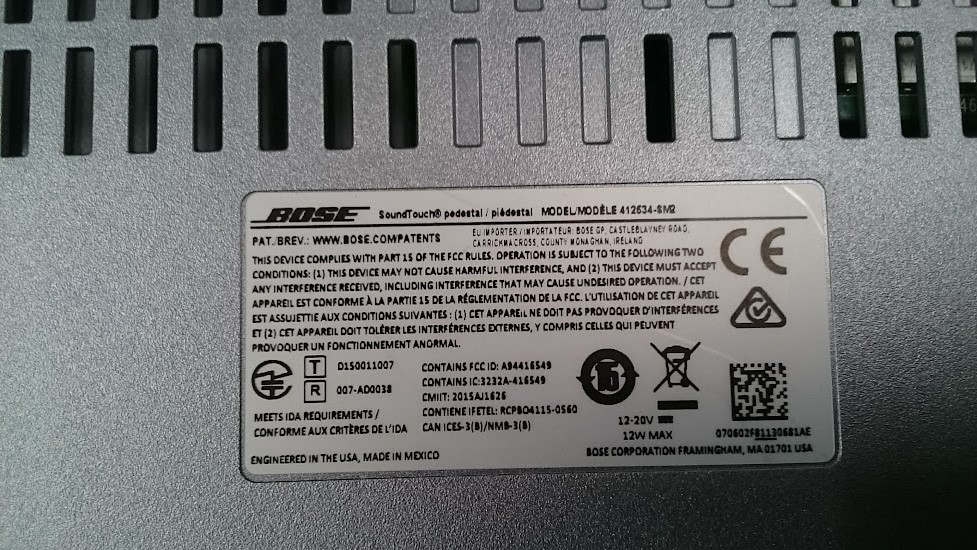 BOSE SoundTouch® pedestal / piédestal MODEL/MODÈLE 412534-SM2
PAT./BREV.: WWW.BOSE.COM/PATENTS
EU IMPORTER / IMPORTATEUR: BOSE GP, CASTLEBLAYNEY ROAD,
CARRICKMACROSS, COUNTY MONAGHAN, IRELAND
THIS DEVICE COMPLIES WITH PART 15 OF THE FCC RULES. OPERATION IS SUBJECT TO THE FOLLOWING TWO
CONDITIONS: (1) THIS DEVICE MAY NOT CAUSE HARMFUL INTERFERENCE, AND (2) THIS DEVICE MUST ACCEPT
ANY INTERFERENCE RECEIVED, INCLUDING INTERFERENCE THAT MAY CAUSE UNDESIRED OPERATION. / CET
APPAREIL EST CONFORME À LA PARTIE 15 DE LA RÉGLEMENTATION DE LA FCC. L'UTILISATION DE CET APPAREIL
EST ASSUJETTIE AUX CONDITIONS SUIVANTES : (1) CET APPAREIL NE DOIT PAS PROVOQUER D'INTERFÉRENCES
ET (2) CET APPAREIL DOIT TOLÉRER LES INTERFÉRENCES EXTERNES, Y COMPRIS CELLES QUI PEUVENT
PROVOQUER UN FONCTIONNEMENT ANORMAL.
CE
T D150011007
R 007-AD0038
MEETS IDA REQUIREMENTS /
CONFORME AUX CRITÈRES DE L'IDA
CONTAINS FCC ID: A94416549
CONTAINS IC:3232A-416549
CMIIT: 2015AJ1626
CONTIENE IFETEL: RCPBO4115-0560
CAN ICES-3(B)/NMB-3(B)
15
12-20V
12W MAX
070602F81130681AE
ENGINEERED IN THE USA, MADE IN MEXICO
BOSE CORPORATION FRAMINGHAM, MA 01701 USA